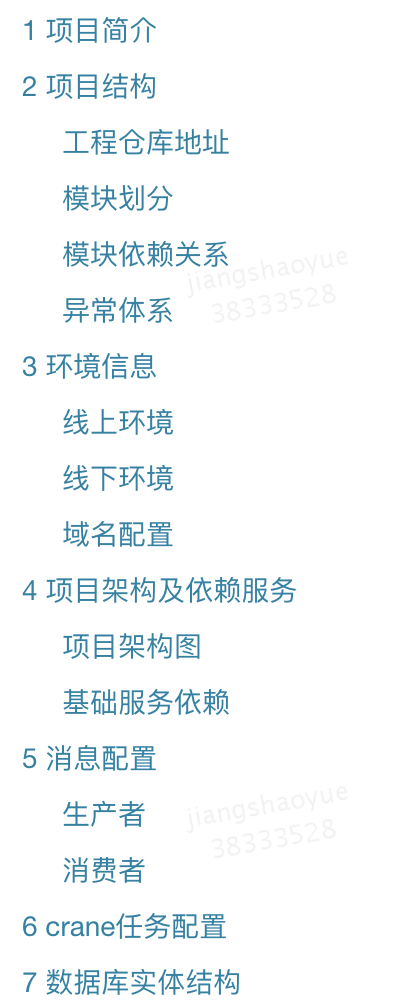 1 项目简介
2 项目结构
工程仓库地址
模块划分
模块依赖关系
jiangshaoyue
38333528
异常体系
3 环境信息
线上环境
线下环境
域名配置
4 项目架构及依赖服务
项目架构图
基础服务依赖
5 消息配置
生产者
jiangshaoyue
38333528
消费者
6 crane任务配置
7 数据库实体结构